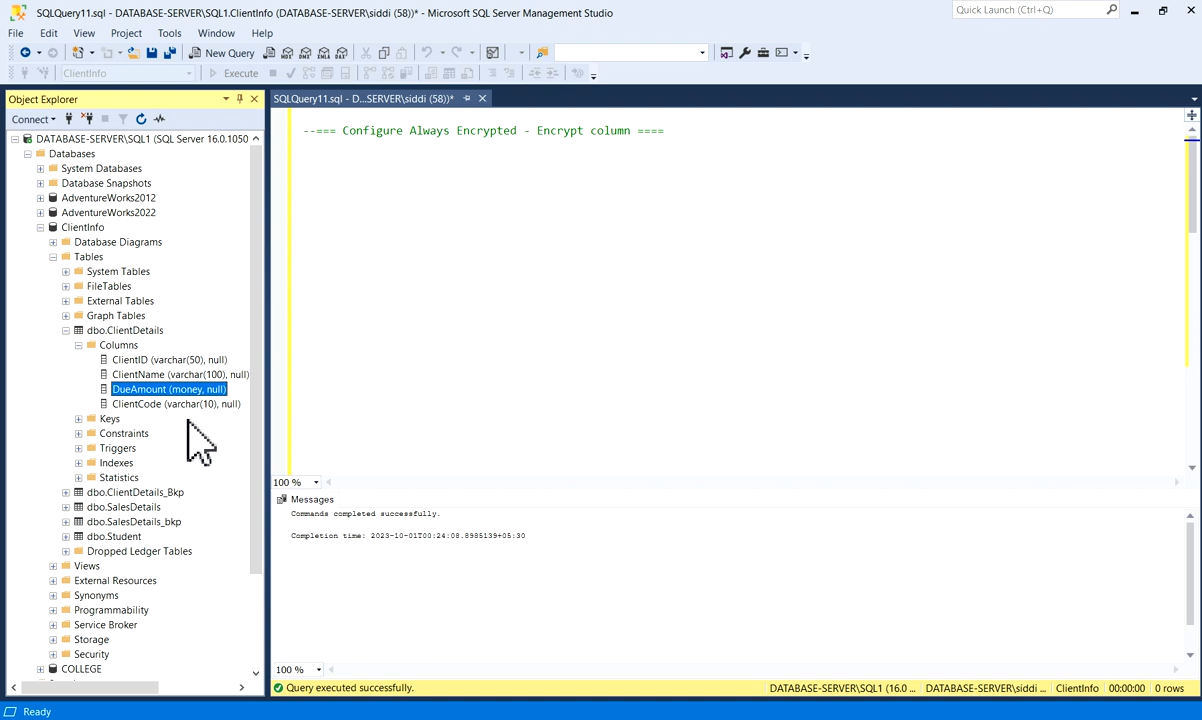 SQLQuery11.sql - DATABASE-SERVER\SQL1.ClientInfo (DATABASE-SERVER\siddi (58))* - Microsoft SQL Server Management Studio
Quick Launch (Ctrl+Q)
File Edit View Project Tools Window Help
New Query
ClientInfo
Execute
Object Explorer
SQLQuery11.sql - D...SERVER\siddi (58))*
Connect
--=== Configure Always Encrypted - Encrypt column ====
DATABASE-SERVER\SQL1 (SQL Server 16.0.1050
Databases
System Databases
Database Snapshots
AdventureWorks2012
AdventureWorks2022
ClientInfo
Database Diagrams
Tables
System Tables
FileTables
External Tables
Graph Tables
dbo.ClientDetails
Columns
ClientID (varchar(50), null)
ClientName (varchar(100), null)
DueAmount (money, null)
ClientCode (varchar(10), null)
Keys
Constraints
Triggers
Indexes
Statistics
dbo.ClientDetails_Bkp
dbo.SalesDetails
dbo.SalesDetails_bkp
dbo.Student
Dropped Ledger Tables
Views
External Resources
Synonyms
Programmability
Service Broker
Storage
Security
COLLEGE
100 %
Messages
Commands completed successfully.
Completion time: 2023-10-01T00:24:08.8985139+05:30
100 %
Query executed successfully.
DATABASE-SERVER\SQL1 (16.0 ... DATABASE-SERVER\siddi ... ClientInfo 00:00:00 0 rows
Ready